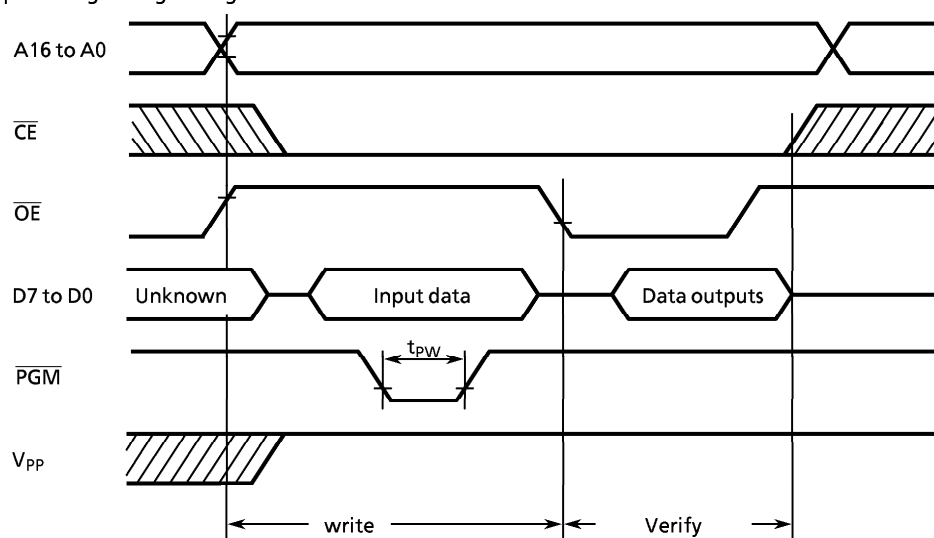 A16 to A0
CE
OE
D7 to D0
Unknown
Input data
Data outputs
tPW
PGM
VPP
write
Verify